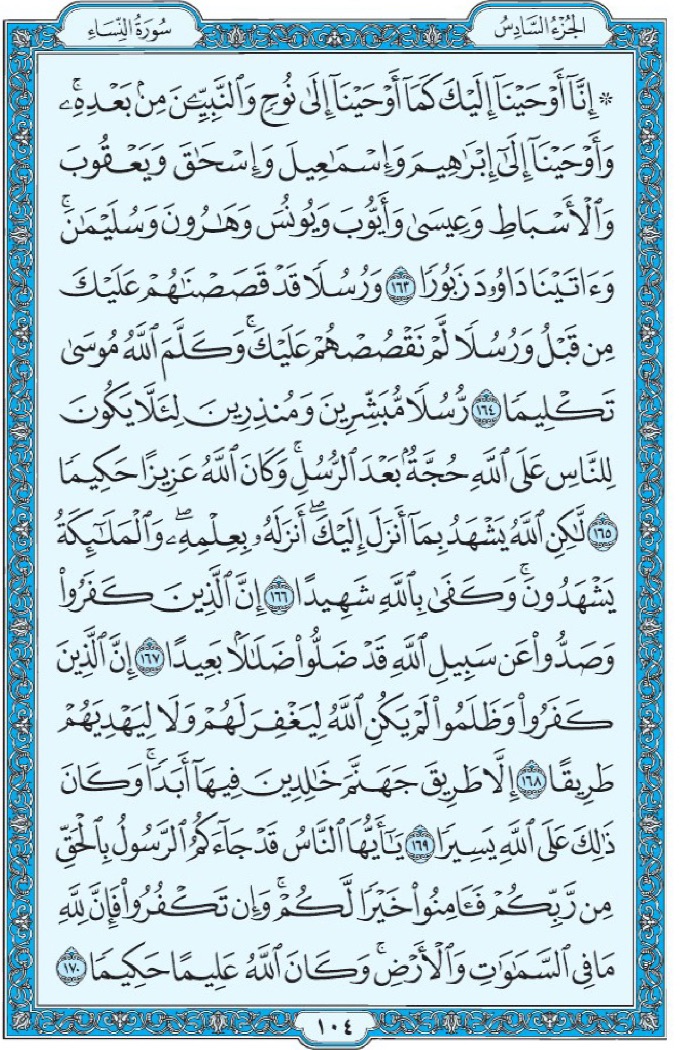 الجُزْءُ السَّادِسُ
سُورَةُ النِّسَاءِ
۞ إِنَّآ أَوْحَيْنَآ إِلَيْكَ كَمَآ أَوْحَيْنَآ إِلَىٰ نُوحٖ وَٱلنَّبِيِّـۧنَ مِنۢ بَعْدِهِۦۚ
وَأَوْحَيْنَآ إِلَىٰٓ إِبْرَٰهِيمَ وَإِسْمَٰعِيلَ وَإِسْحَٰقَ وَيَعْقُوبَ
وَٱلْأَسْبَاطِ وَعِيسَىٰ وَأَيُّوبَ وَيُونُسَ وَهَٰرُونَ وَسُلَيْمَٰنَۚ
وَءَاتَيْنَا دَاوُۥدَ زَبُورٗا ١٦٣ وَرُسُلٗا قَدْ قَصَصْنَٰهُمْ عَلَيْكَ
مِن قَبْلُ وَرُسُلٗا لَّمْ نَقْصُصْهُمْ عَلَيْكَۚ وَكَلَّمَ ٱللَّهُ مُوسَىٰ
تَكْلِيمٗا ١٦٤ رُّسُلٗا مُّبَشِّرِينَ وَمُنذِرِينَ لِئَلَّا يَكُونَ
لِلنَّاسِ عَلَى ٱللَّهِ حُجَّةُۢ بَعْدَ ٱلرُّسُلِۚ وَكَانَ ٱللَّهُ عَزِيزًا حَكِيمٗا
١٦٥ لَّٰكِنِ ٱللَّهُ يَشْهَدُ بِمَآ أَنزَلَ إِلَيْكَۖ أَنزَلَهُۥ بِعِلْمِهِۦۖ وَٱلْمَلَٰٓئِكَةُ
يَشْهَدُونَۚ وَكَفَىٰ بِٱللَّهِ شَهِيدًا ١٦٦ إِنَّ ٱلَّذِينَ كَفَرُواْ
وَصَدُّواْ عَن سَبِيلِ ٱللَّهِ قَدْ ضَلُّواْ ضَلَٰلَۢا بَعِيدًا ١٦٧ إِنَّ ٱلَّذِينَ
كَفَرُواْ وَظَلَمُواْ لَمْ يَكُنِ ٱللَّهُ لِيَغْفِرَ لَهُمْ وَلَا لِيَهْدِيَهُمْ
طَرِيقًا ١٦٨ إِلَّا طَرِيقَ جَهَنَّمَ خَٰلِدِينَ فِيهَآ أَبَدٗاۚ وَكَانَ
ذَٰلِكَ عَلَى ٱللَّهِ يَسِيرٗا ١٦٩ يَٰٓأَيُّهَا ٱلنَّاسُ قَدْ جَآءَكُمُ ٱلرَّسُولُ بِٱلْحَقِّ
مِن رَّبِّكُمْ فَـَٔامِنُواْ خَيْرٗا لَّكُمْۚ وَإِن تَكْفُرُواْ فَإِنَّ لِلَّهِ
مَا فِي ٱلسَّمَٰوَٰتِ وَٱلْأَرْضِۚ وَكَانَ ٱللَّهُ عَلِيمًا حَكِيمٗا ١٧٠
١٠٤